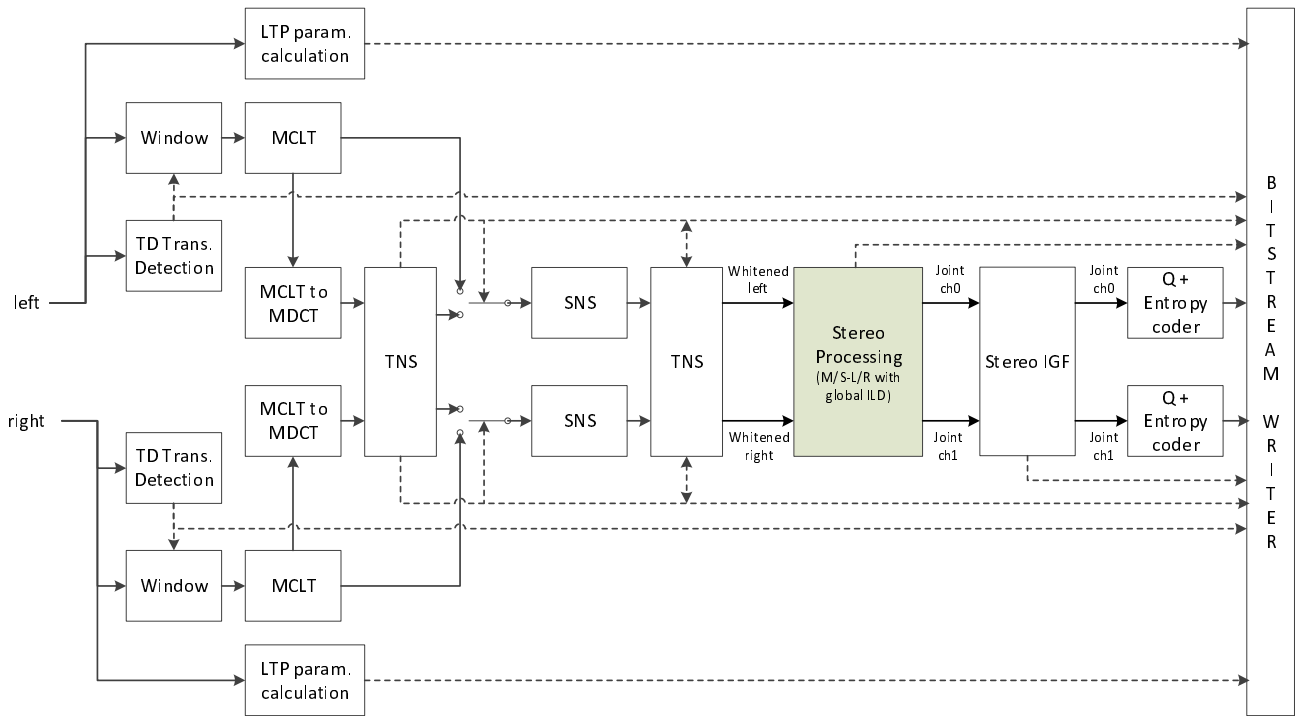 LTP param.
calculation
Window
MCLT
TD Trans.
Detection
left
MCLT to
MDCT
TNS
SNS
TNS
Whitened
left
Stereo
Processing
(M/S-L/R with
global ILD)
Joint
ch0
Stereo IGF
Joint
ch0
Q +
Entropy
coder
right
MCLT to
MDCT
SNS
Whitened
right
Joint
ch1
Joint
ch1
Q +
Entropy
coder
TD Trans.
Detection
Window
MCLT
LTP param.
calculation
BITSTREAM WRITER